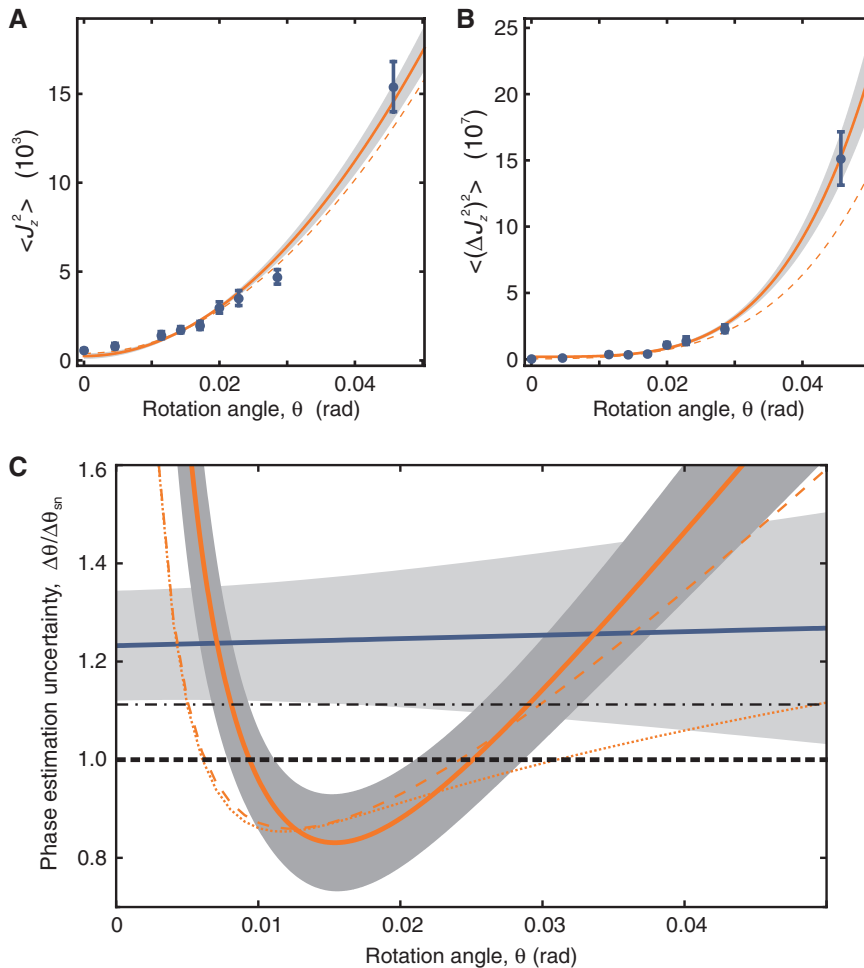 A
B
15
10
5
0
<J_z^2> (10^3)
0
0.02
0.04
Rotation angle, θ (rad)
25
20
15
10
5
0
<(ΔJ_z^2)^2> (10^7)
0
0.02
0.04
Rotation angle, θ (rad)
C
1.6
1.4
1.2
1.0
0.8
Phase estimation uncertainty, Δθ/Δθ_sn
0
0.01
0.02
0.03
0.04
Rotation angle, θ (rad)